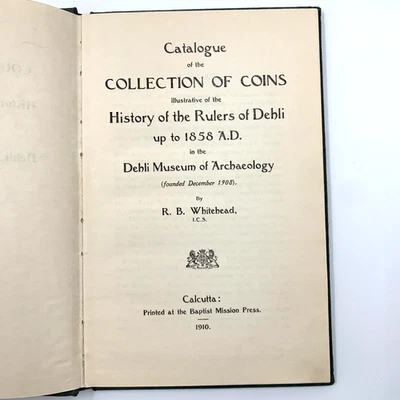 Catalogue
of the
COLLECTION OF COINS
illustrative of the
History of the Rulers of Dehli
up to 1858 A.D.
in the
Dehli Museum of Archaeology
(founded December 1908).
By
R. B. Whitehead,
I.C.S.
Calcutta:
Printed at the Baptist Mission Press.
1910.